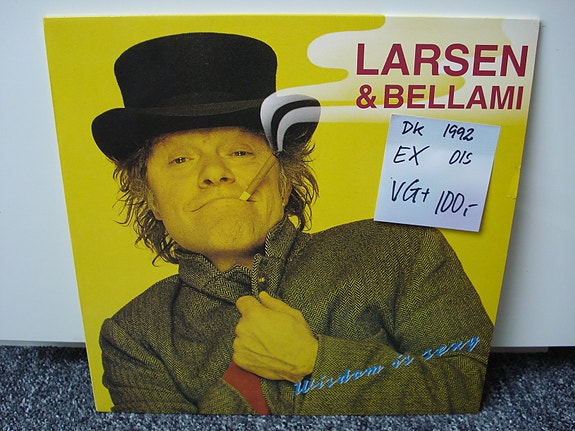 LARSEN
& BELLAMI
DK 1992
EX OIS
VG+ 100,-
Wisdom is sexy